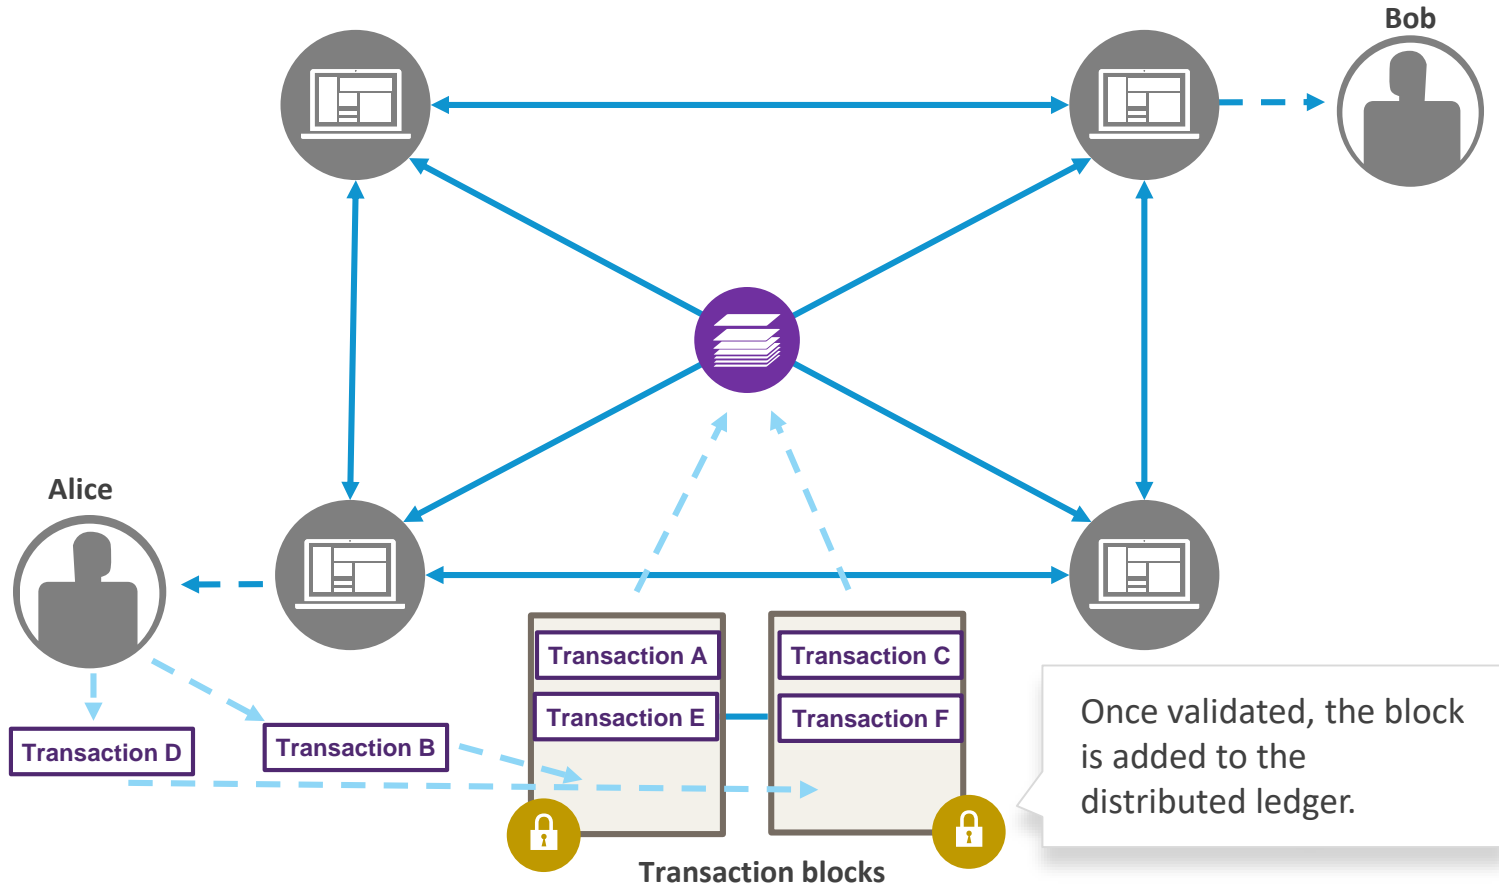 Bob
Alice
Transaction A
Transaction C
Transaction E
Transaction F
Transaction D
Transaction B
Once validated, the block
is added to the
distributed ledger.
Transaction blocks